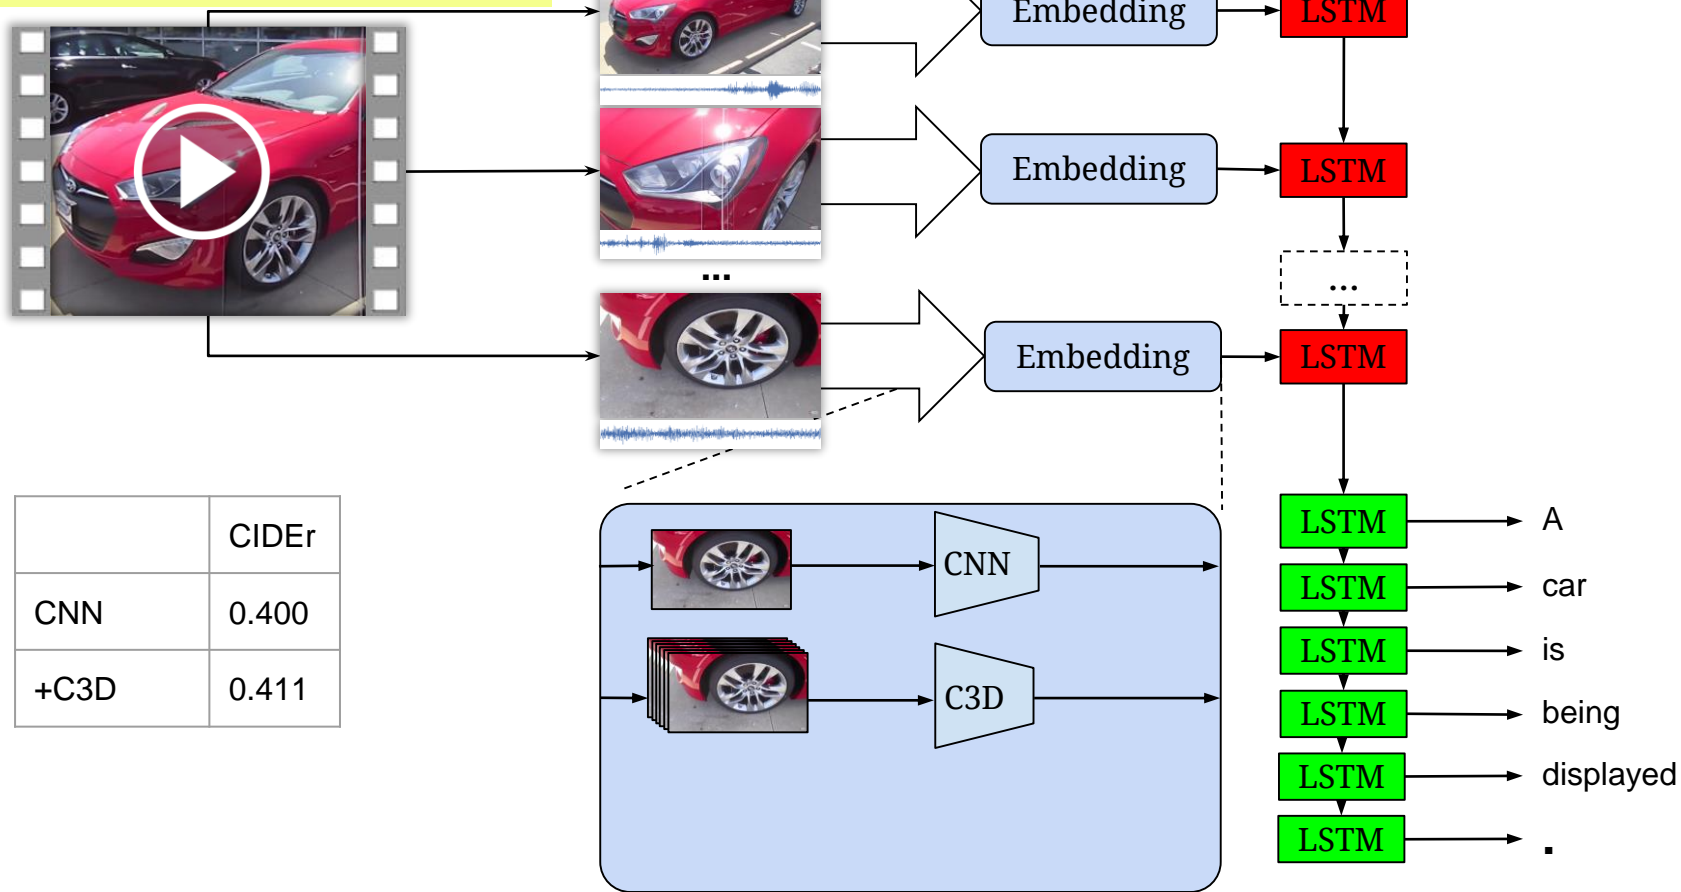 Embedding LSTM
Embedding LSTM
...
...
Embedding LSTM
CIDEr
CNN 0.400
+C3D 0.411
CNN
C3D
LSTM A
LSTM car
LSTM is
LSTM being
LSTM displayed
LSTM .